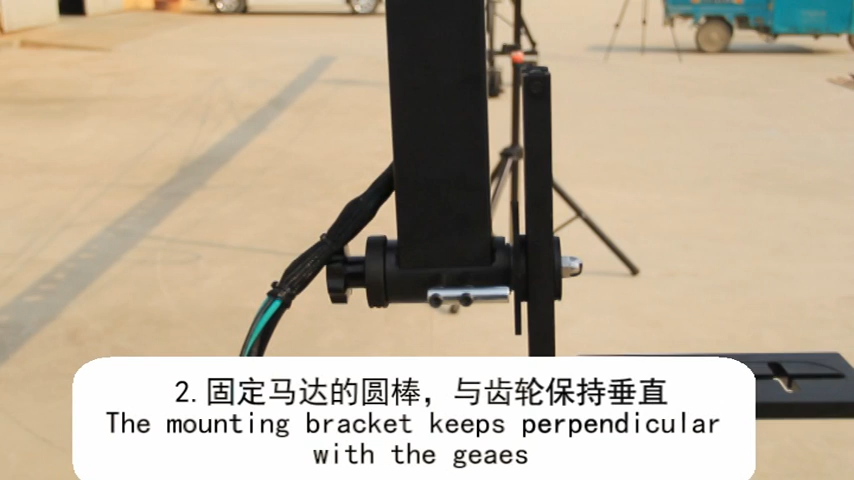 2.固定马达的圆棒，与齿轮保持垂直
The mounting bracket keeps perpendicular
with the geaes